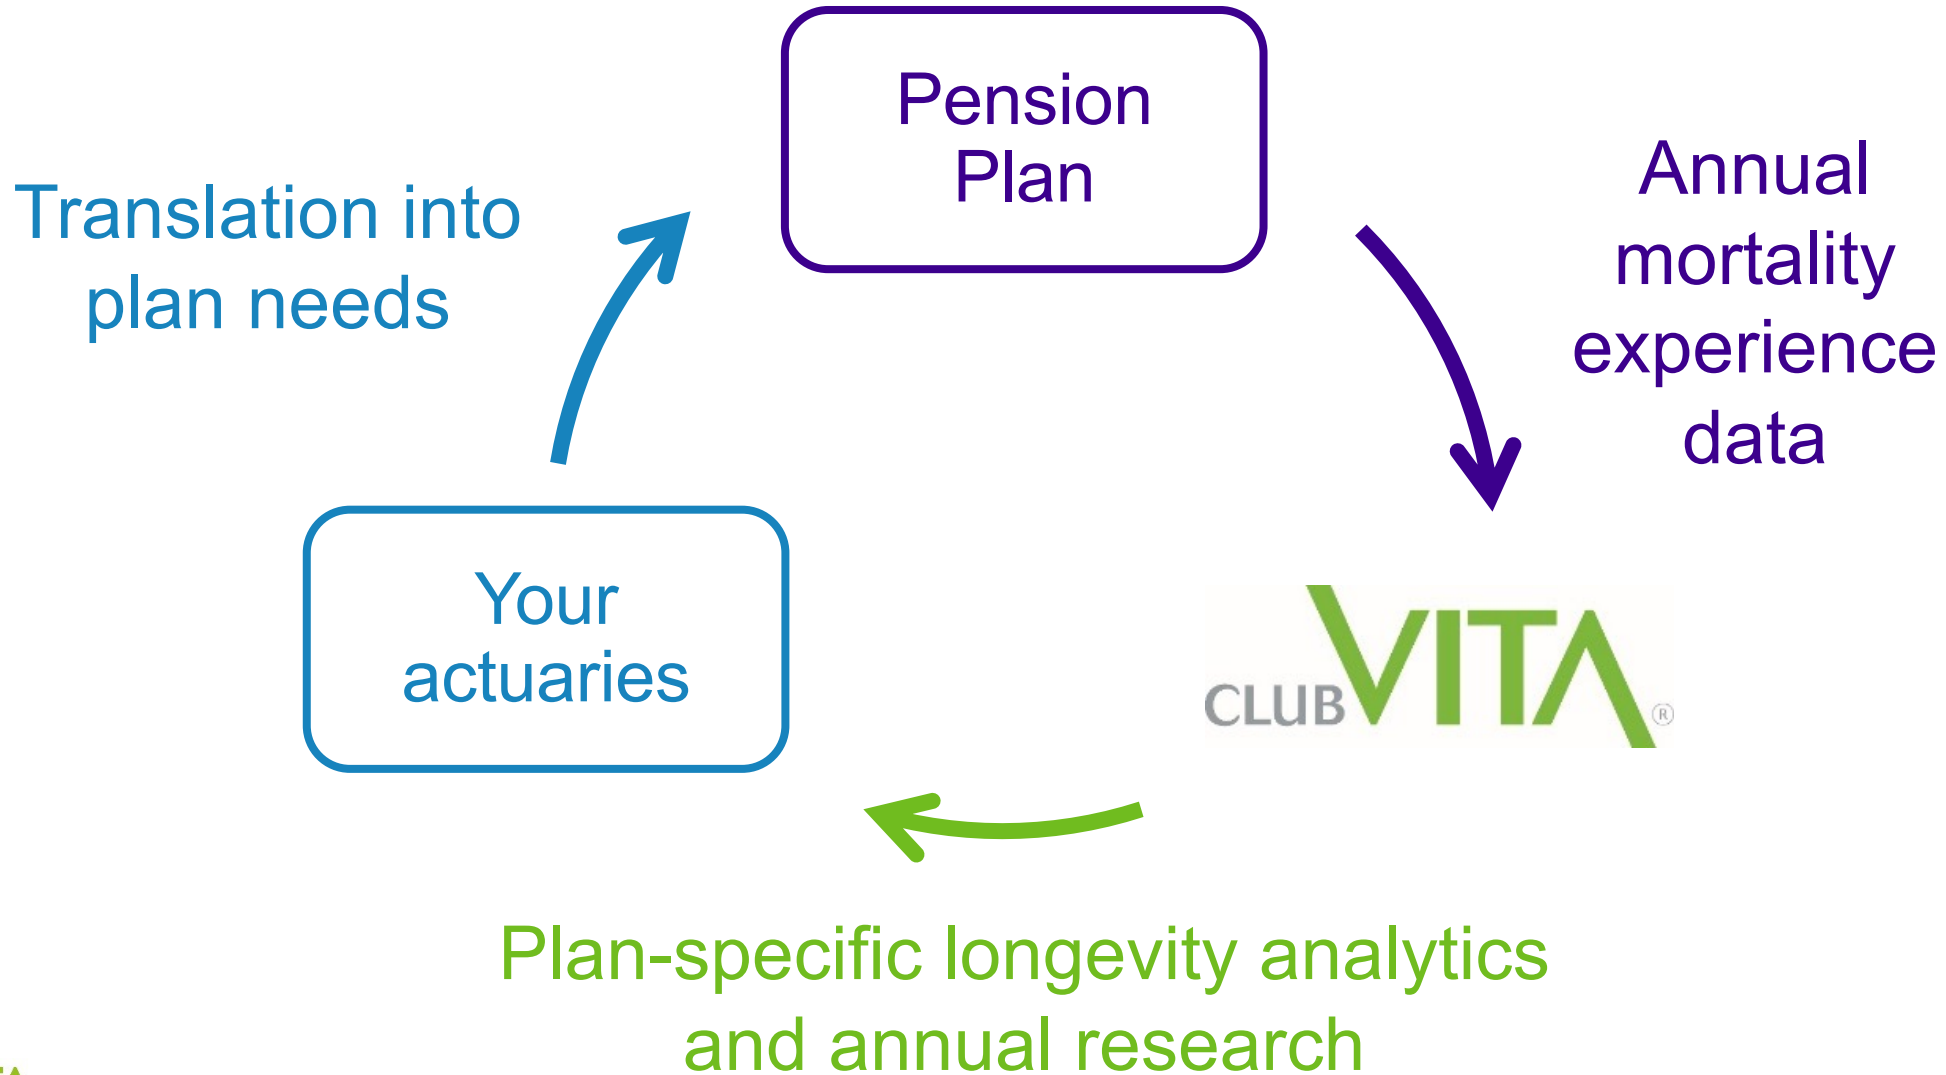 Pension
Plan
Annual
mortality
experience
data
Translation into
plan needs
Your
actuaries
CLUB VITA ®
Plan-specific longevity analytics
and annual research